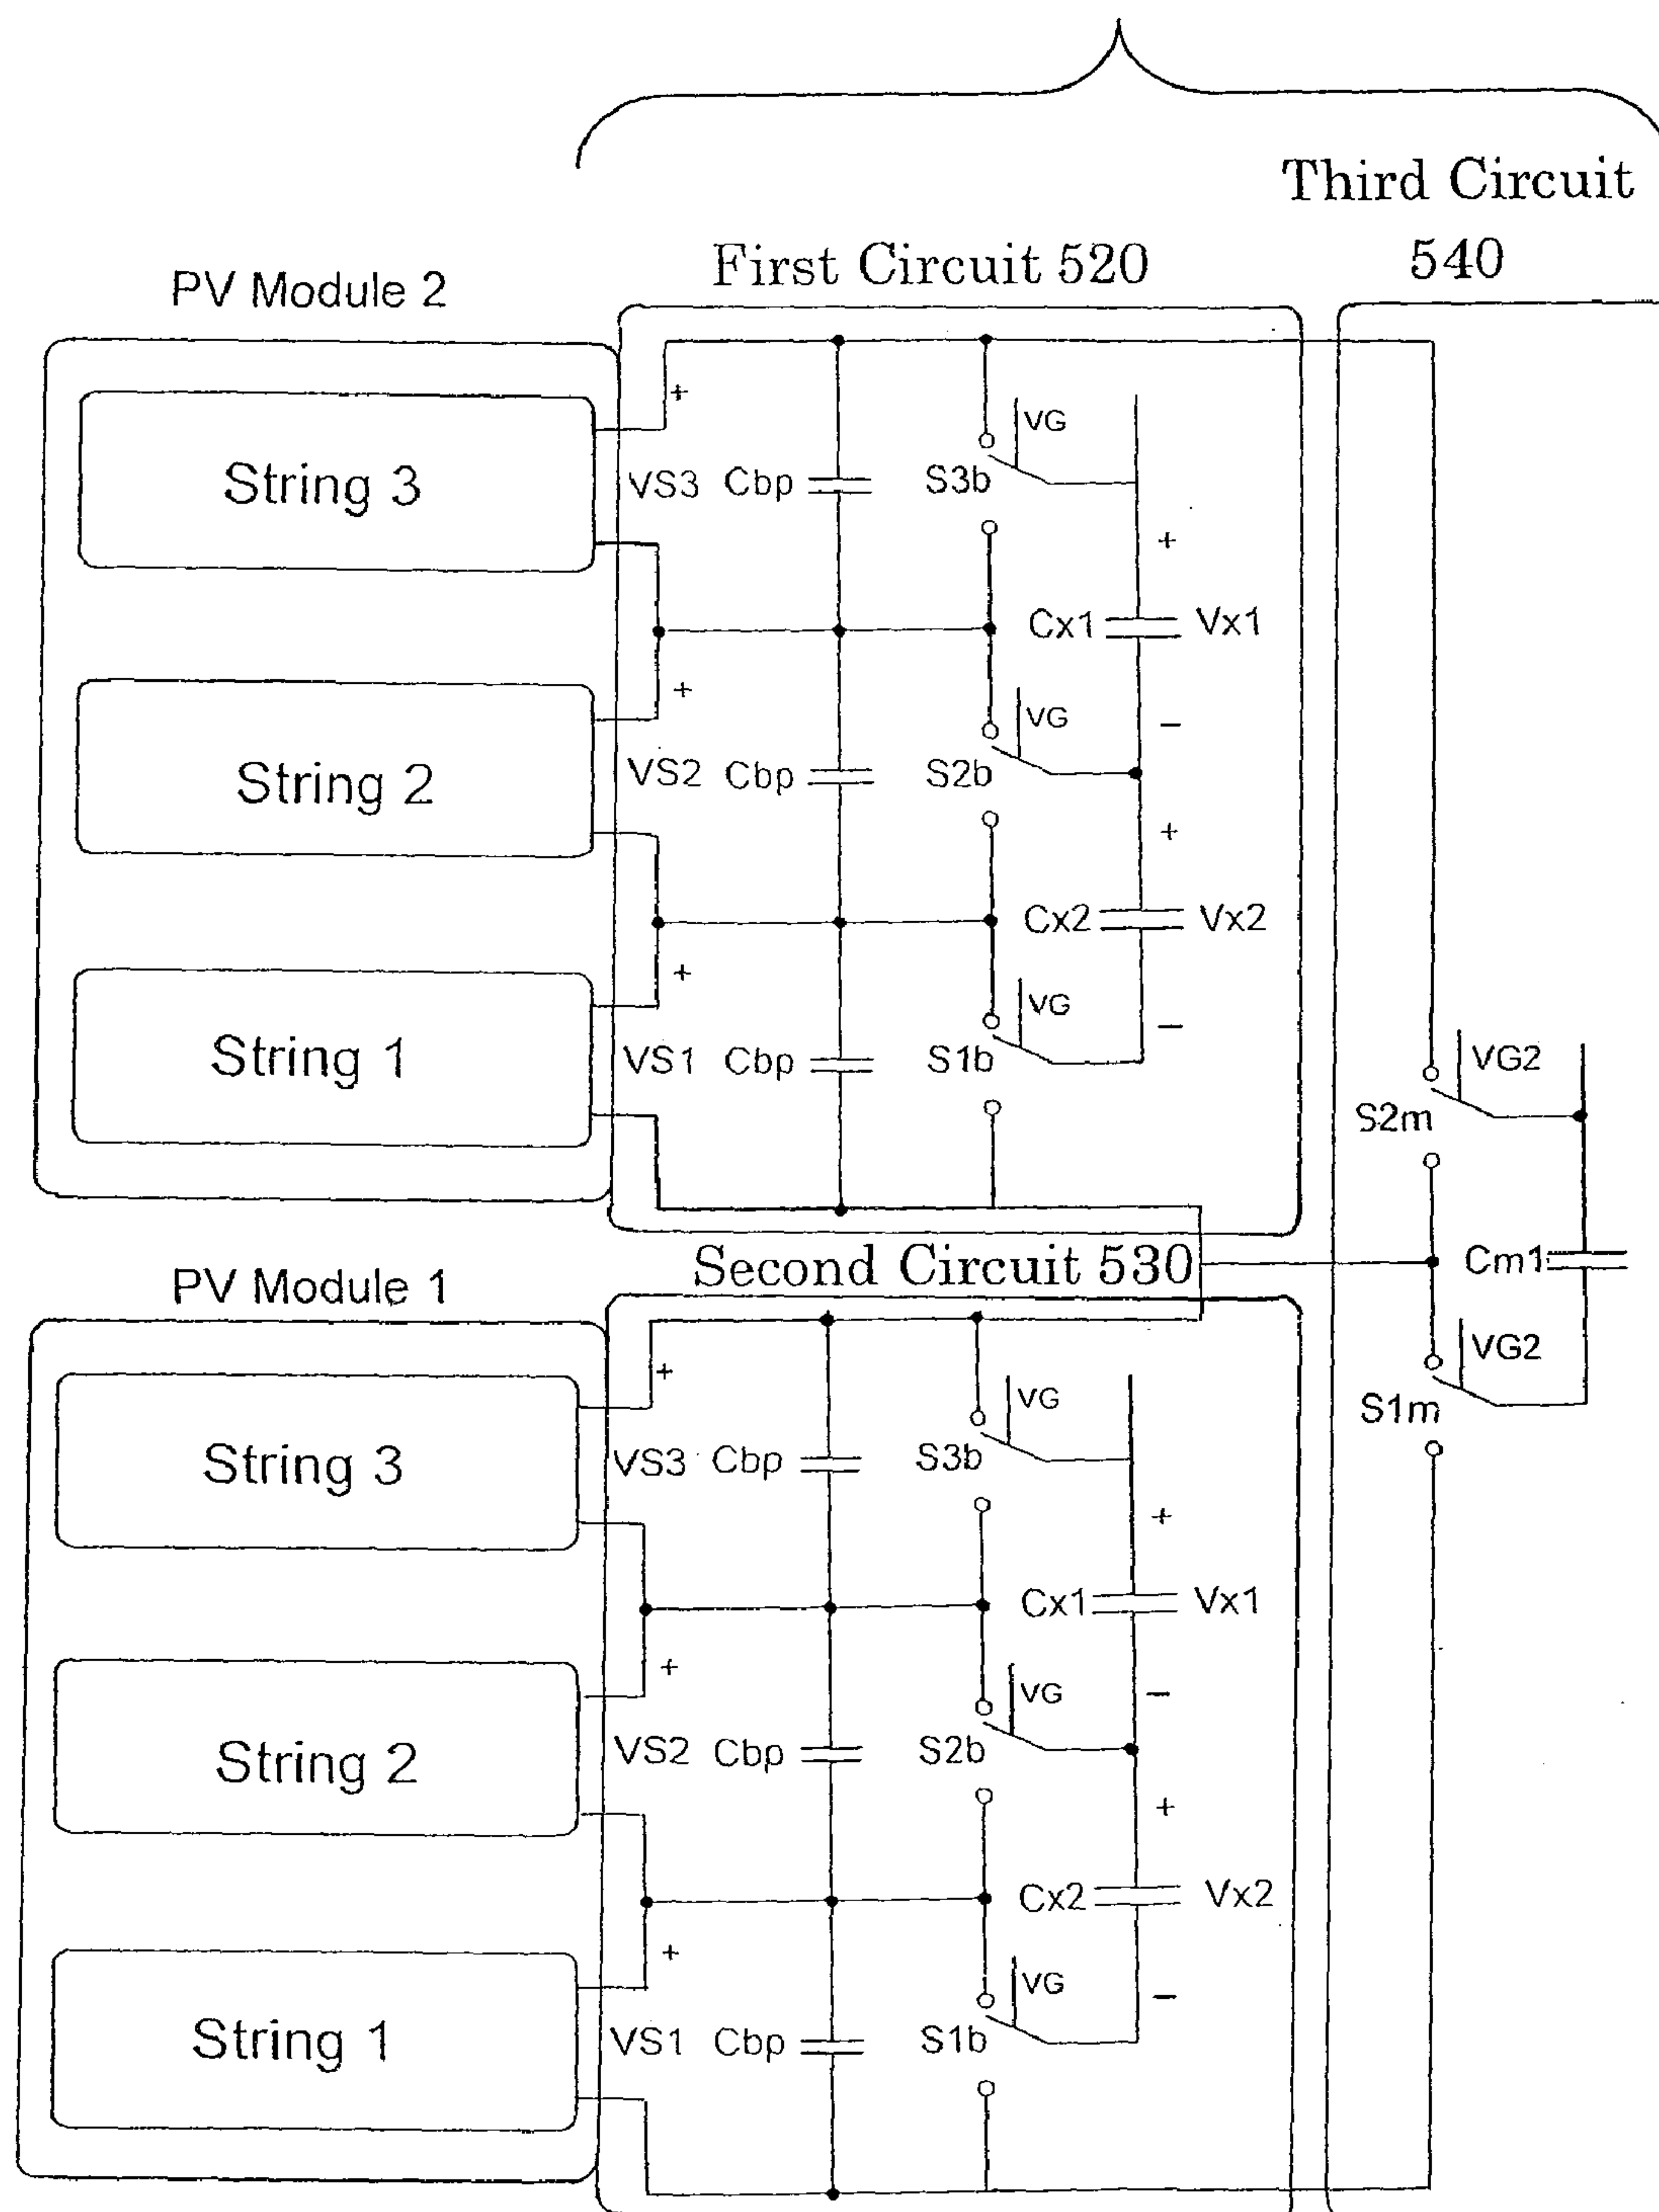 Third Circuit
540
First Circuit 520
PV Module 2
+
VG
String 3
VS3
Cbp
S3b
+
Cx1
Vx1
+
VG
−
String 2
VS2
Cbp
S2b
+
Cx2
Vx2
+
VG
−
String 1
VS1
Cbp
S1b
VG2
S2m
Second Circuit 530
Cm1
PV Module 1
VG2
S1m
+
VG
String 3
VS3
Cbp
S3b
+
Cx1
Vx1
+
VG
−
String 2
VS2
Cbp
S2b
+
Cx2
Vx2
+
VG
−
String 1
VS1
Cbp
S1b